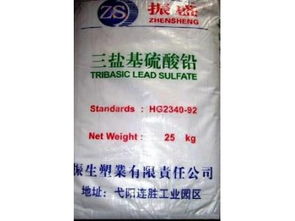 ZS 振盛
ZHENSHENG
三盐基硫酸铅
TRIBASIC LEAD SULFATE
Standards : HG2340-92
Net Weight: 25 kg
振生塑業有限責任公司
地址: 弋阳连胜工业园区